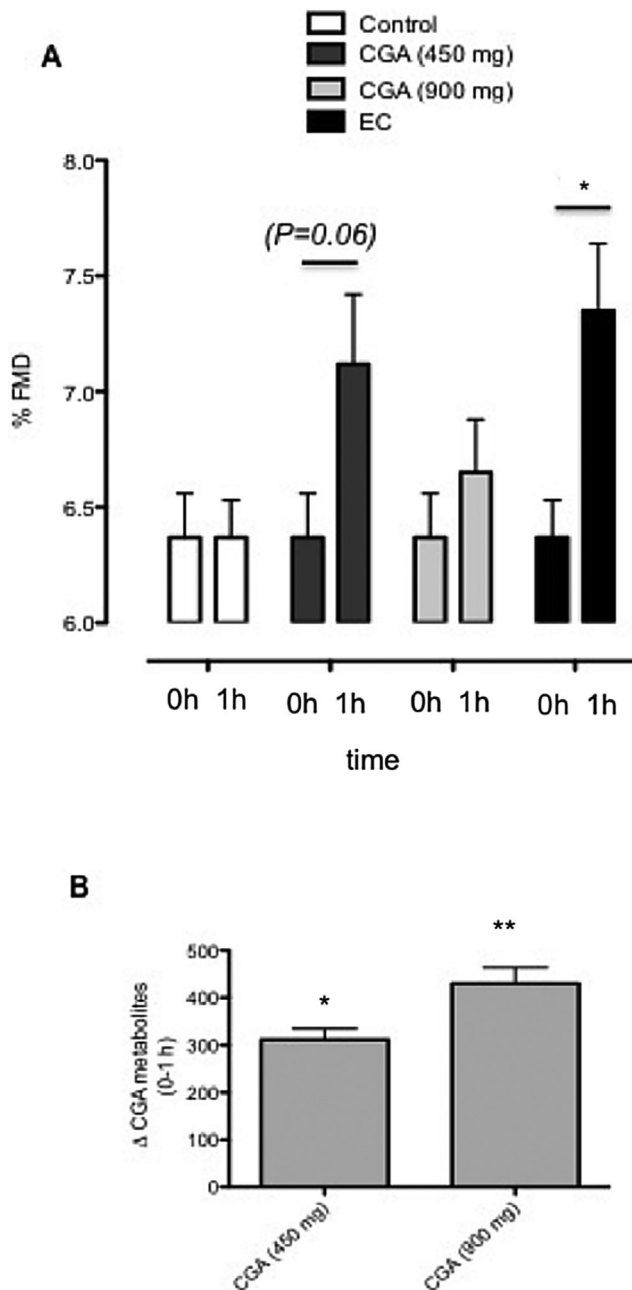 A
Control
CGA (450 mg)
CGA (900 mg)
EC
% FMD
8.0
7.5
7.0
6.5
6.0
(P=0.06)
*
0h 1h 0h 1h 0h 1h 0h 1h
time
B
Δ CGA metabolites
(0-1 h)
500
400
300
200
100
0
*
**
CGA (450 mg)
CGA (900 mg)